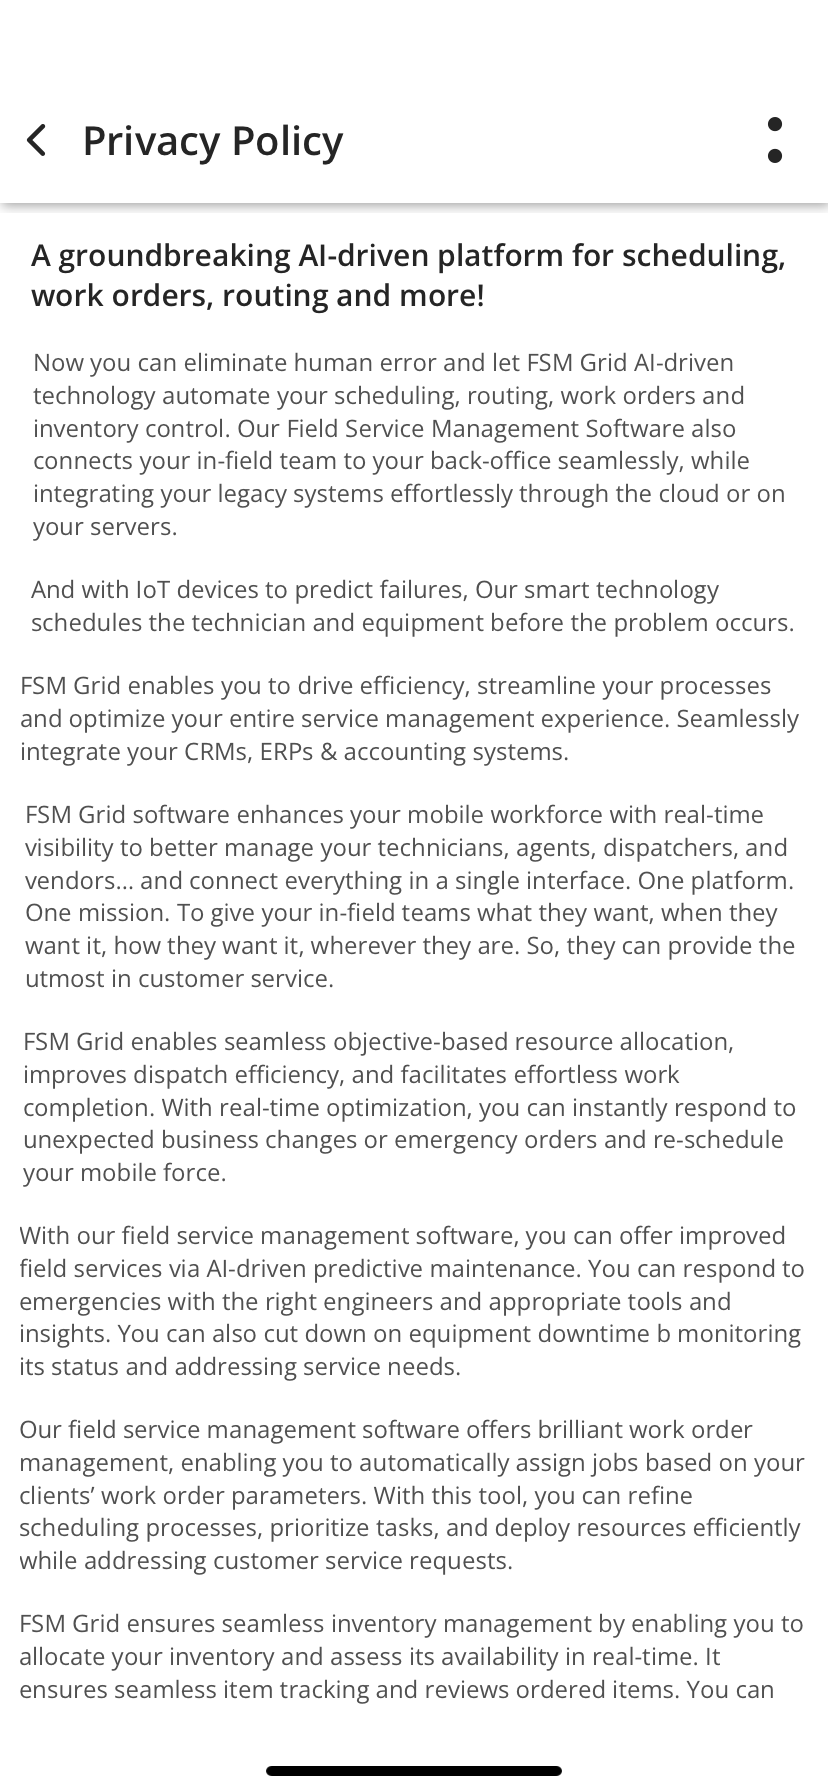 Privacy Policy
A groundbreaking AI-driven platform for scheduling,
work orders, routing and more!
Now you can eliminate human error and let FSM Grid AI-driven
technology automate your scheduling, routing, work orders and
inventory control. Our Field Service Management Software also
connects your in-field team to your back-office seamlessly, while
integrating your legacy systems effortlessly through the cloud or on
your servers.
And with IoT devices to predict failures, Our smart technology
schedules the technician and equipment before the problem occurs.
FSM Grid enables you to drive efficiency, streamline your processes
and optimize your entire service management experience. Seamlessly
integrate your CRMs, ERPs & accounting systems.
FSM Grid software enhances your mobile workforce with real-time
visibility to better manage your technicians, agents, dispatchers, and
vendors... and connect everything in a single interface. One platform.
One mission. To give your in-field teams what they want, when they
want it, how they want it, wherever they are. So, they can provide the
utmost in customer service.
FSM Grid enables seamless objective-based resource allocation,
improves dispatch efficiency, and facilitates effortless work
completion. With real-time optimization, you can instantly respond to
unexpected business changes or emergency orders and re-schedule
your mobile force.
With our field service management software, you can offer improved
field services via AI-driven predictive maintenance. You can respond to
emergencies with the right engineers and appropriate tools and
insights. You can also cut down on equipment downtime b monitoring
its status and addressing service needs.
Our field service management software offers brilliant work order
management, enabling you to automatically assign jobs based on your
clients’ work order parameters. With this tool, you can refine
scheduling processes, prioritize tasks, and deploy resources efficiently
while addressing customer service requests.
FSM Grid ensures seamless inventory management by enabling you to
allocate your inventory and assess its availability in real-time. It
ensures seamless item tracking and reviews ordered items. You can